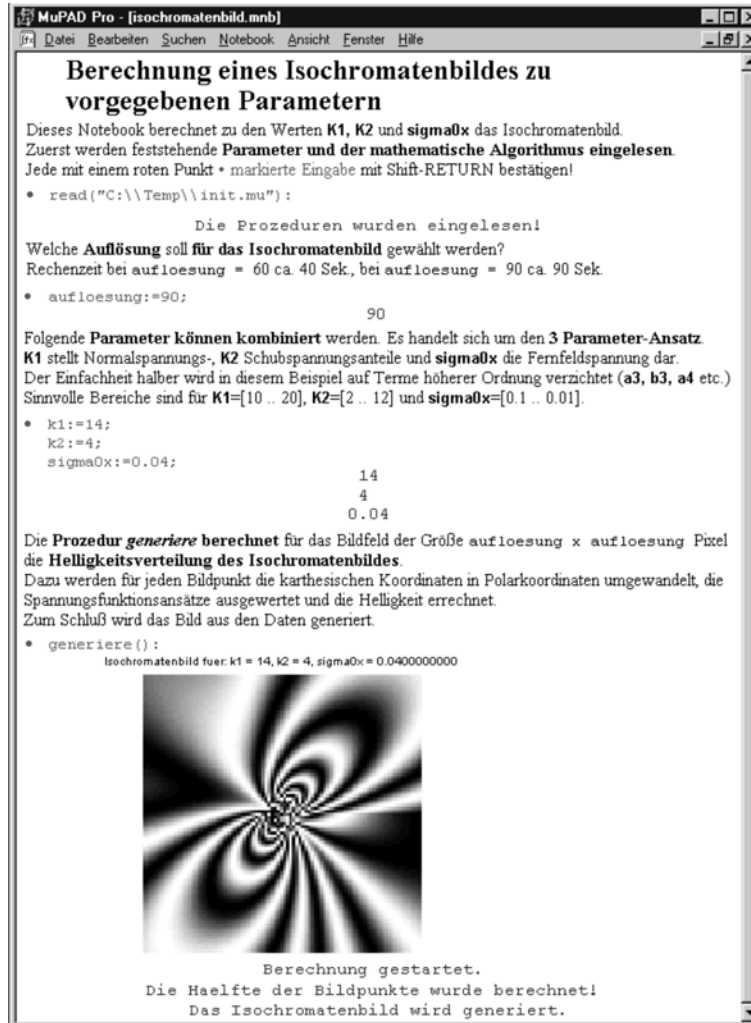 MuPAD Pro - [isochromatenbild.mnb]
Datei Bearbeiten Suchen Notebook Ansicht Fenster Hilfe
Berechnung eines Isochromatenbildes zu
vorgegebenen Parametern
Dieses Notebook berechnet zu den Werten K1, K2 und sigma0x das Isochromatenbild.
Zuerst werden feststehende Parameter und der mathematische Algorithmus eingelesen.
Jede mit einem roten Punkt • markierte Eingabe mit Shift-RETURN bestätigen!
• read("C:\\Temp\\init.mu"):
Die Prozeduren wurden eingelesen!
Welche Auflösung soll für das Isochromatenbild gewählt werden?
Rechenzeit bei aufloesung = 60 ca. 40 Sek., bei aufloesung = 90 ca. 90 Sek.
• aufloesung:=90;
90
Folgende Parameter können kombiniert werden. Es handelt sich um den 3 Parameter-Ansatz.
K1 stellt Normalspannungs-, K2 Schubspannungsanteile und sigma0x die Fernfeldspannung dar.
Der Einfachheit halber wird in diesem Beispiel auf Terme höherer Ordnung verzichtet (a3, b3, a4 etc.)
Sinnvolle Bereiche sind für K1=[10 .. 20], K2=[2 .. 12] und sigma0x=[0.1 .. 0.01].
• k1:=14;
k2:=4;
sigma0x:=0.04;
14
4
0.04
Die Prozedur generiere berechnet für das Bildfeld der Größe aufloesung x aufloesung Pixel
die Helligkeitsverteilung des Isochromatenbildes.
Dazu werden für jeden Bildpunkt die karthesischen Koordinaten in Polarkoordinaten umgewandelt, die
Spannungsfunktionsansätze ausgewertet und die Helligkeit errechnet.
Zum Schluß wird das Bild aus den Daten generiert.
• generiere():
Isochromatenbild fuer: k1 = 14, k2 = 4, sigma0x = 0.0400000000
Berechnung gestartet.
Die Haelfte der Bildpunkte wurde berechnet!
Das Isochromatenbild wird generiert.